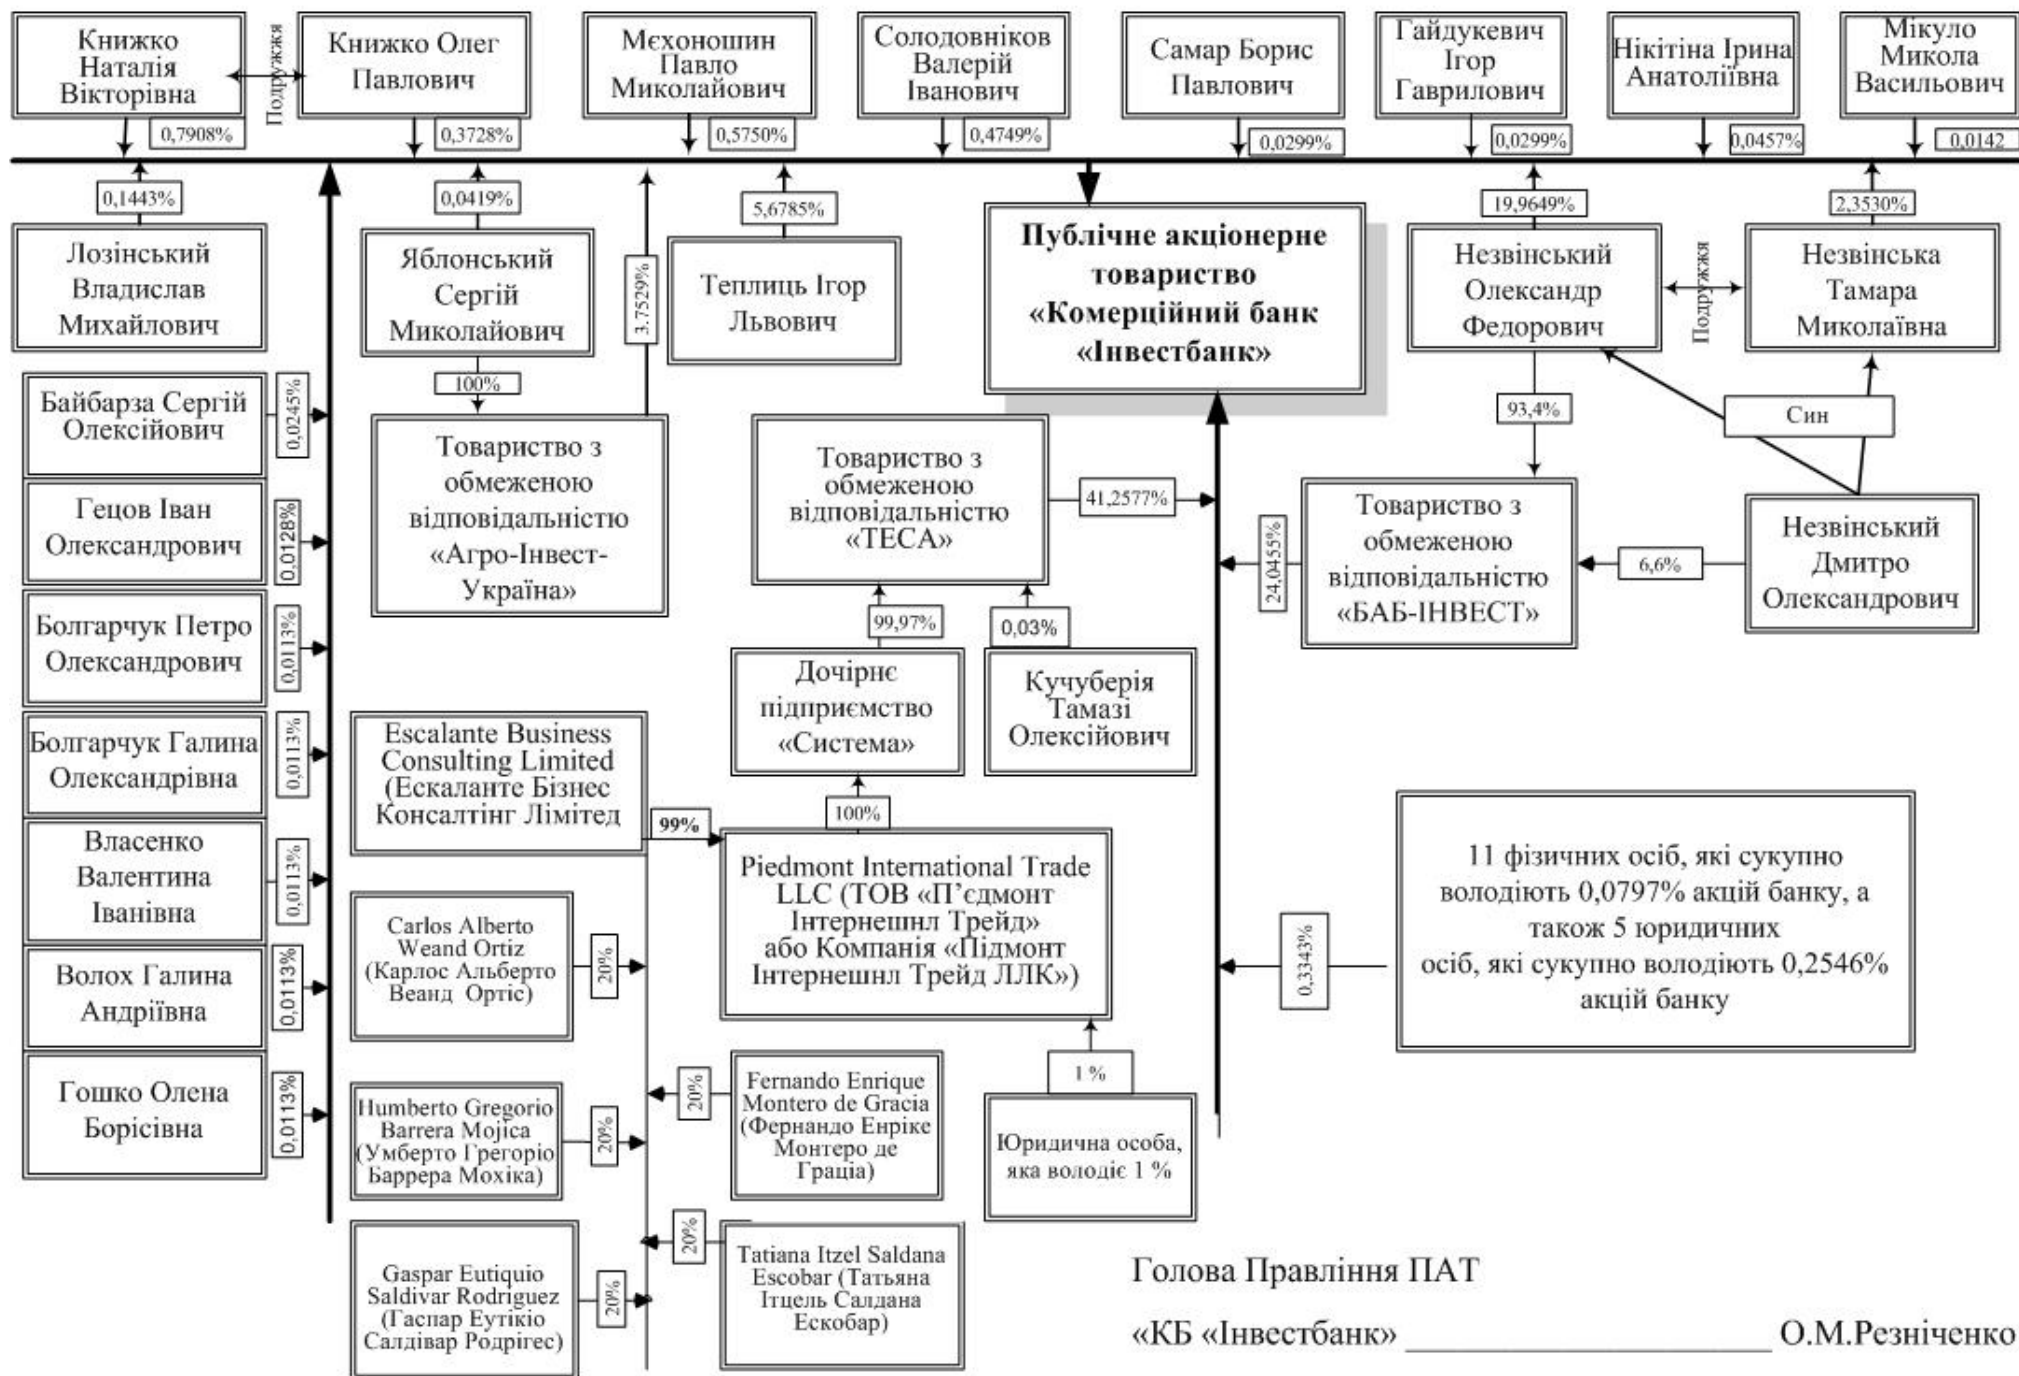 Книжко
Наталія
Вікторівна
Подружжя
Книжко Олег
Павлович
Мєхоношин
Павло
Миколайович
Солодовніков
Валерій
Іванович
Самар Борис
Павлович
Гайдукевич
Ігор
Гаврилович
Нікітіна Ірина
Анатоліївна
Мікуло
Микола
Васильович
0,7908%
0,3728%
0,5750%
0,4749%
0,0299%
0,0299%
0,0457%
0,0142
0,1443%
0,0419%
3.7529%
5,6785%
19,9649%
2,3530%
Лозінський
Владислав
Михайлович
Яблонський
Сергій
Миколайович
Теплиць Ігор
Львович
Публічне акціонерне
товариство
«Комерційний банк
«Інвестбанк»
Незвінський
Олександр
Федорович
Подружжя
Незвінська
Тамара
Миколаївна
100%
93,4%
Син
Байбарза Сергій
Олексійович
0,0245%
Товариство з
обмеженою
відповідальністю
«Агро-Інвест-
Україна»
Товариство з
обмеженою
відповідальністю
«ТЕСА»
41,2577%
24,0455%
Товариство з
обмеженою
відповідальністю
«БАБ-ІНВЕСТ»
6,6%
Незвінський
Дмитро
Олександрович
Гецов Іван
Олександрович
0,0128%
Болгарчук Петро
Олександрович
0,0113%
99,97%
0,03%
Дочірнє
підприємство
«Система»
Кучуберія
Тамазі
Олексійович
Болгарчук Галина
Олександрівна
0,0113%
Escalante Business
Consulting Limited
(Ескаланте Бізнес
Консалтінг Лімітед
99%
100%
Piedmont International Trade
LLC (ТОВ «П’єдмонт
Інтернешнл Трейд»
або Компанія «Підмонт
Інтернешнл Трейд ЛЛК»)
Власенко
Валентина
Іванівна
0,0113%
11 фізичних осіб, які сукупно
володіють 0,0797% акцій банку, а
також 5 юридичних
осіб, які сукупно володіють 0,2546%
акцій банку
0,3343%
Волох Галина
Андріївна
0,0113%
Carlos Alberto
Weand Ortiz
(Карлос Альберто
Веанд Ортіс)
20%
1 %
Юридична особа,
яка володіє 1 %
Гошко Олена
Борісівна
0,0113%
Humberto Gregorio
Barrera Mojica
(Умберто Грегоріо
Баррера Мохіка)
20%
20%
Fernando Enrique
Montero de Gracia
(Фернандо Енріке
Монтеро де
Граціа)
Gaspar Eutiquio
Saldivar Rodriguez
(Гаспар Еутікіо
Салдівар Родрігес)
20%
20%
Tatiana Itzel Saldana
Escobar (Татьяна
Ітцель Салдана
Ескобар)
Голова Правління ПАТ
«КБ «Інвестбанк» ____________________ О.М.Резніченко